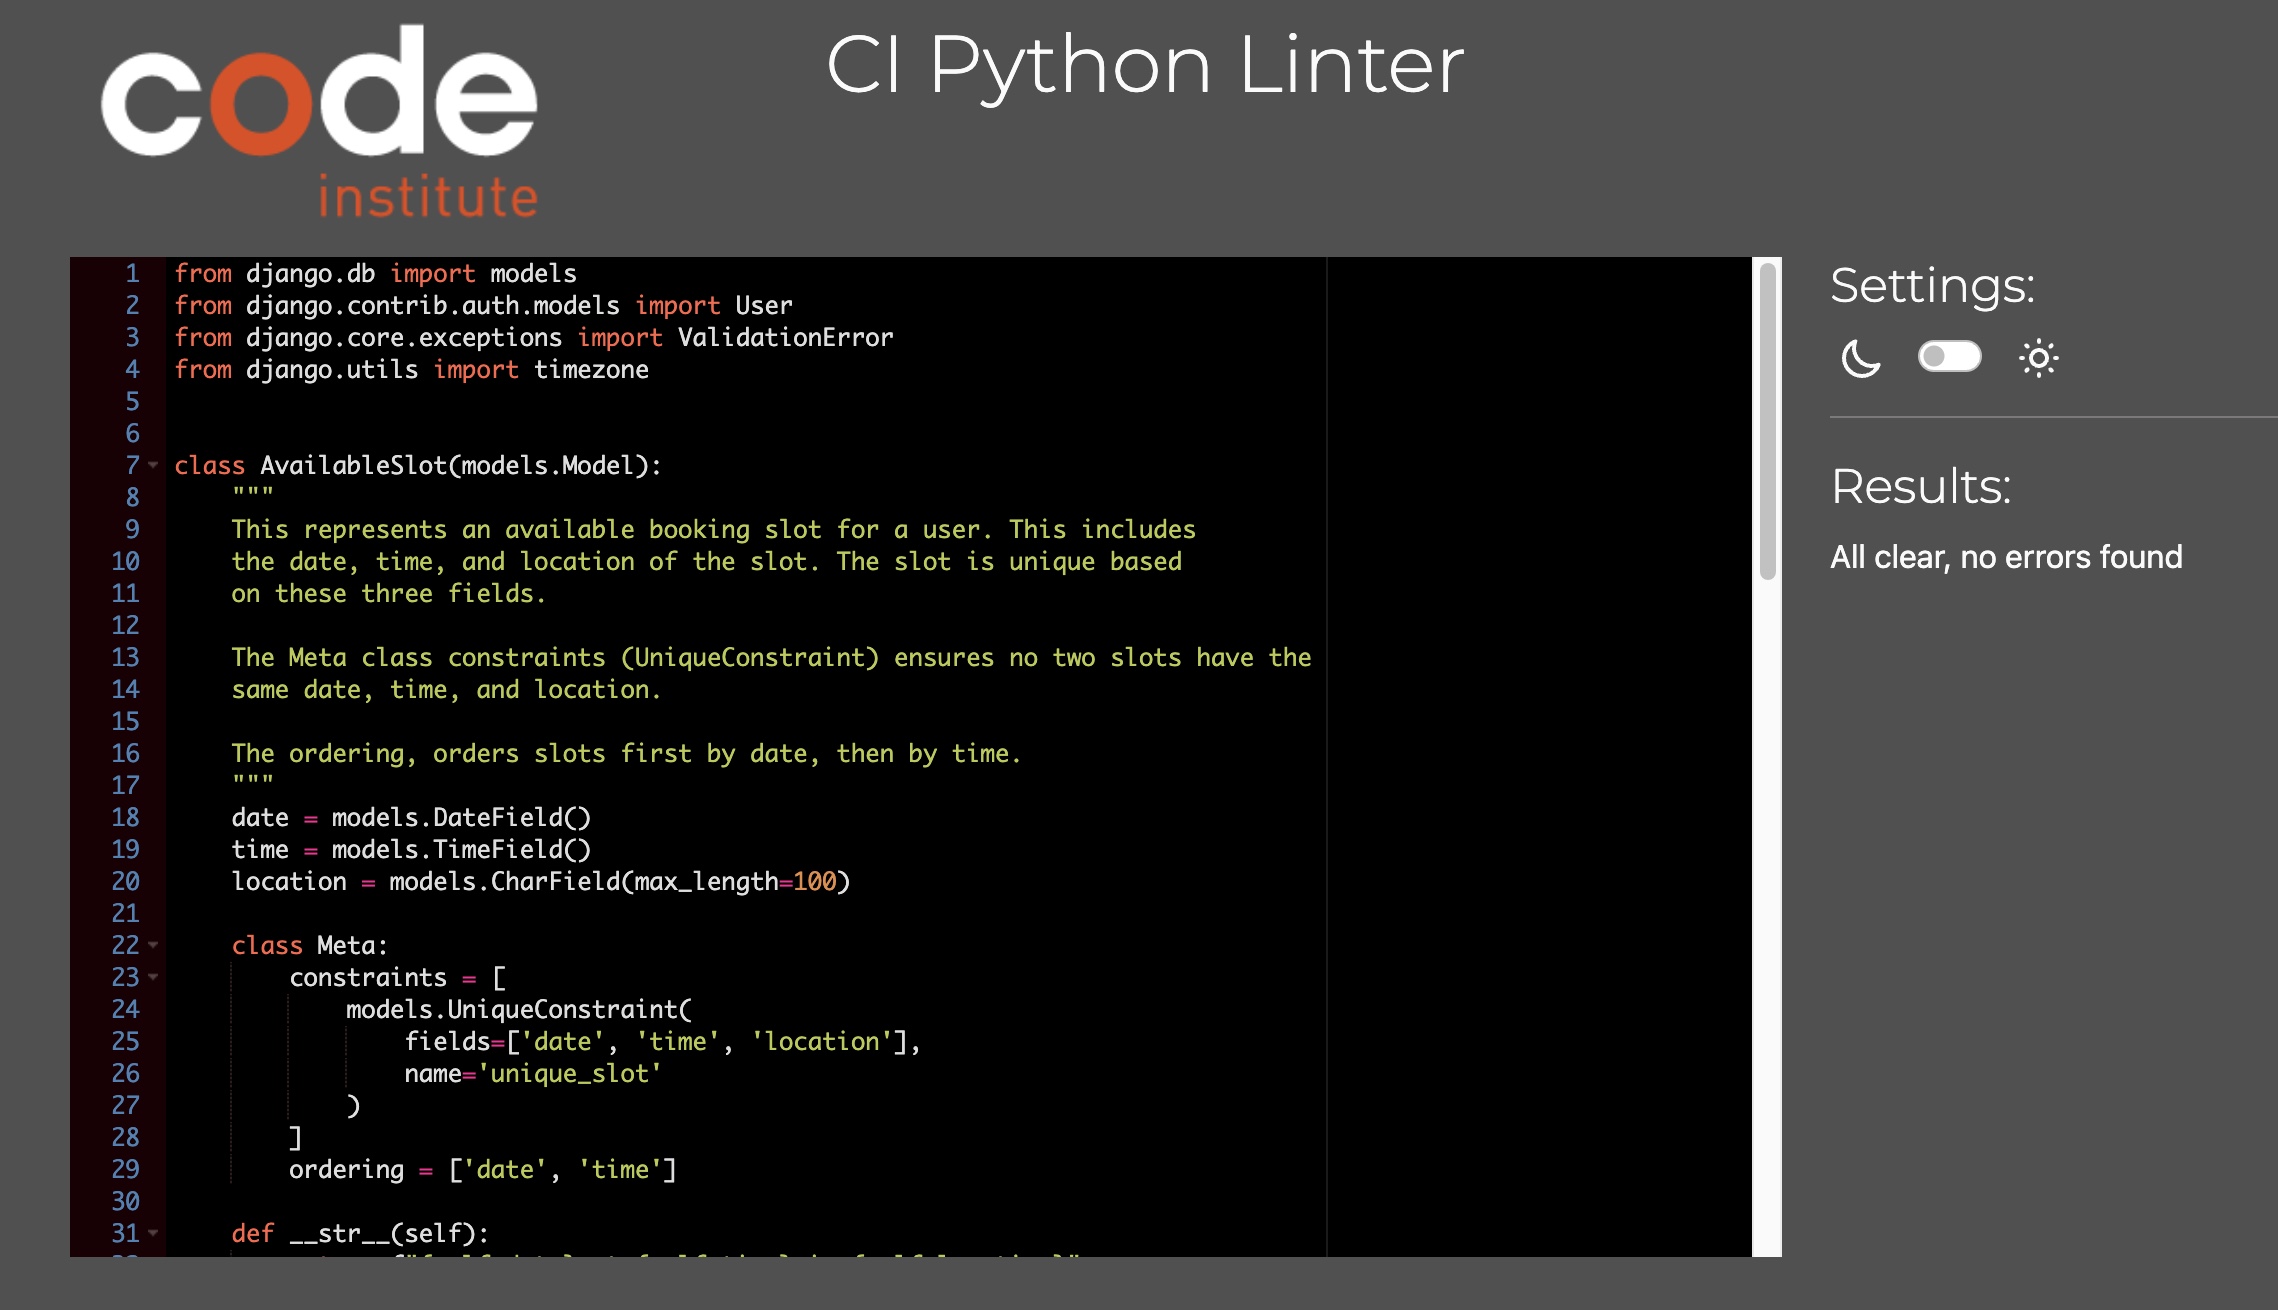 code
institute
CI Python Linter
1 from django.db import models
2 from django.contrib.auth.models import User
3 from django.core.exceptions import ValidationError
4 from django.utils import timezone
5
6
7 class AvailableSlot(models.Model):
8     """
9     This represents an available booking slot for a user. This includes
10     the date, time, and location of the slot. The slot is unique based
11     on these three fields.
12
13     The Meta class constraints (UniqueConstraint) ensures no two slots have the
14     same date, time, and location.
15
16     The ordering, orders slots first by date, then by time.
17     """
18     date = models.DateField()
19     time = models.TimeField()
20     location = models.CharField(max_length=100)
21
22     class Meta:
23         constraints = [
24             models.UniqueConstraint(
25                 fields=['date', 'time', 'location'],
26                 name='unique_slot'
27             )
28         ]
29         ordering = ['date', 'time']
30
31     def __str__(self):
Settings:
Results:
All clear, no errors found